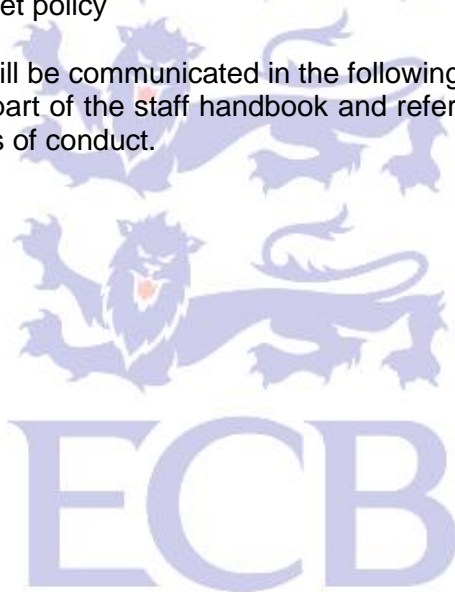 et policy
ill be communicated in the following
part of the staff handbook and refer
s of conduct.
ECB